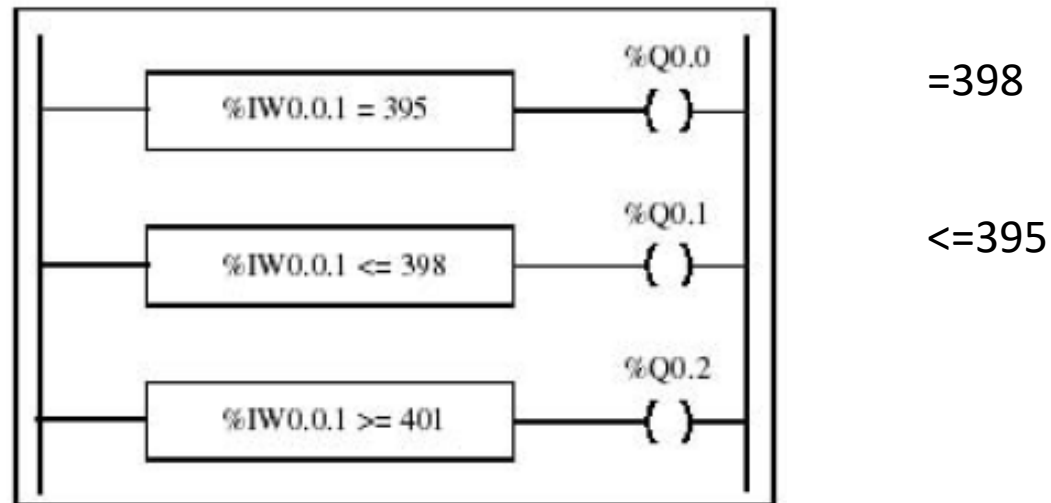 %Q0.0
%IW0.0.1 = 395
=398
%Q0.1
%IW0.0.1 <= 398
<=395
%Q0.2
%IW0.0.1 >= 401